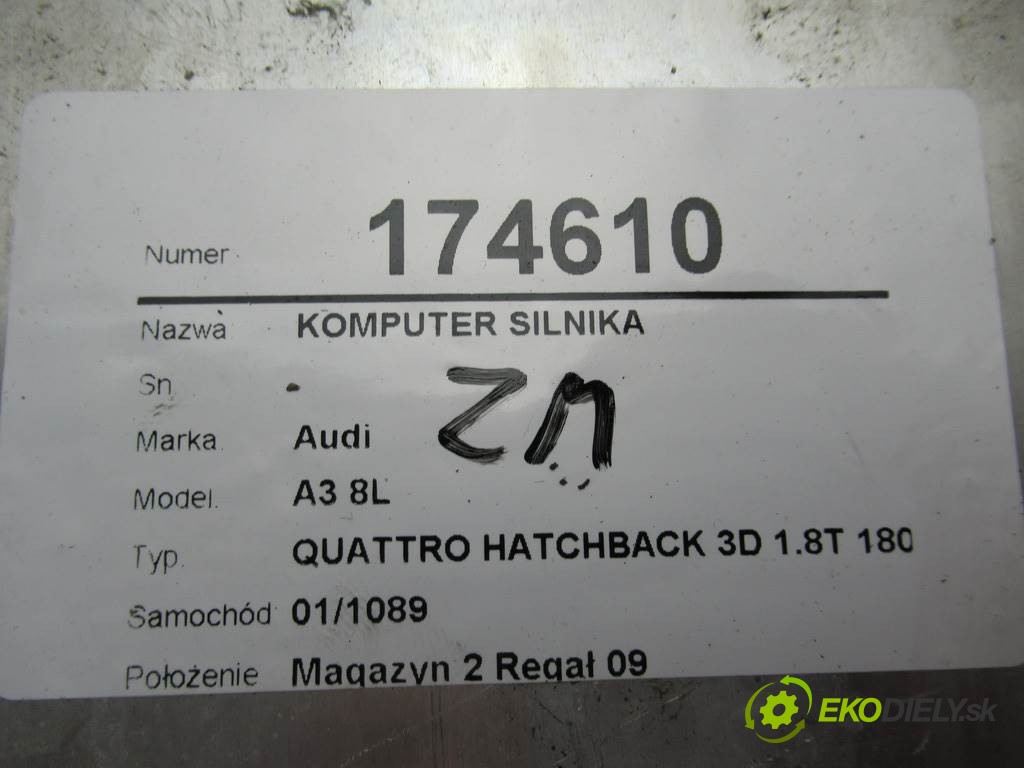 Numer 174610
Nazwa KOMPUTER SILNIKA
Sn .
ZM
Marka Audi
Model. A3 8L
Typ. QUATTRO HATCHBACK 3D 1.8T 180
Samochód 01/1089
Położenie Magazyn 2 Regał 09
EKODIELY.sk